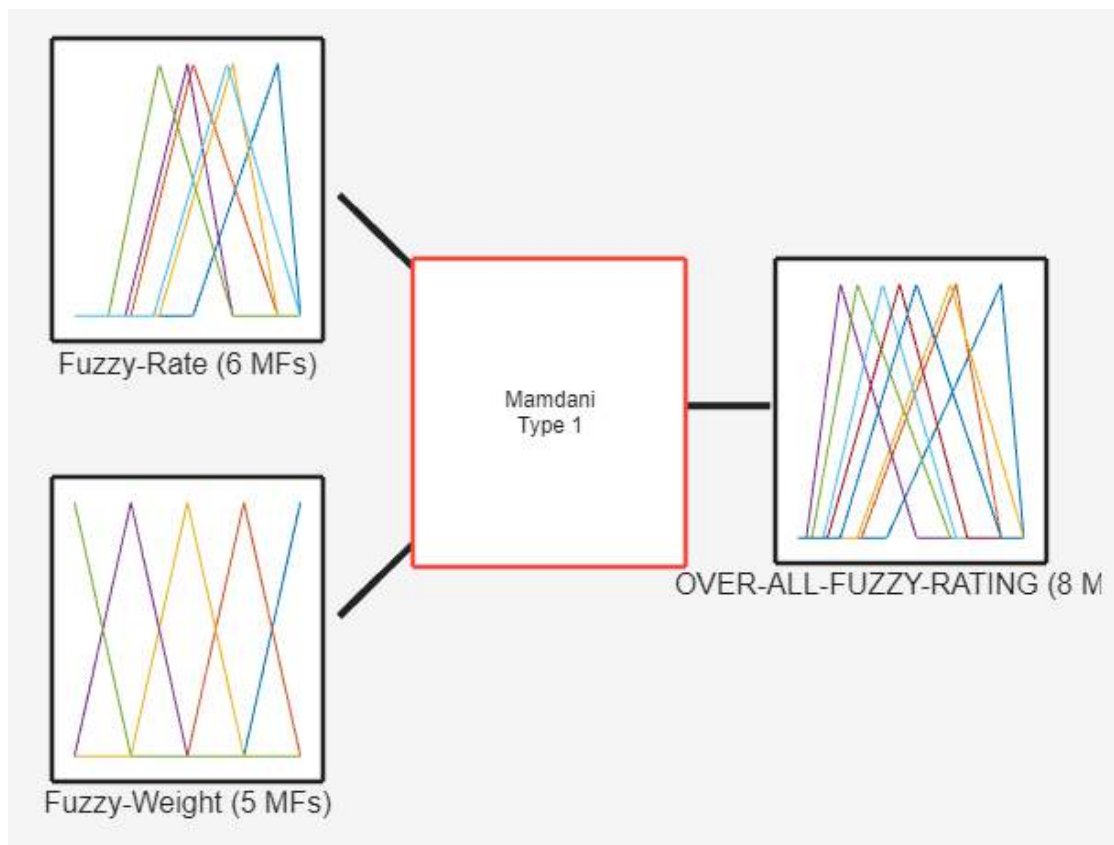 Fuzzy-Rate (6 MFs)
Mamdani
Type 1
OVER-ALL-FUZZY-RATING (8 M
Fuzzy-Weight (5 MFs)